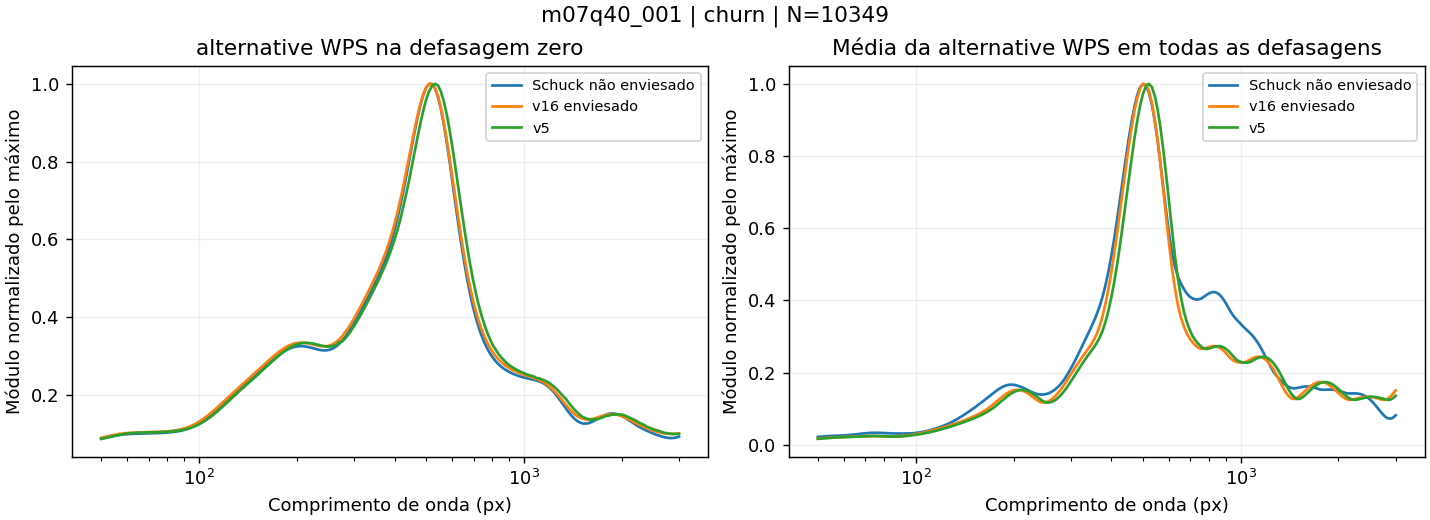 m07q40_001 | churn | N=10349
alternative WPS na defasagem zero
Módulo normalizado pelo máximo
1.0
0.8
0.6
0.4
0.2
Schuck não enviesado
v16 enviesado
v5
10²
10³
Comprimento de onda (px)
Média da alternative WPS em todas as defasagens
Módulo normalizado pelo máximo
1.0
0.8
0.6
0.4
0.2
0.0
Schuck não enviesado
v16 enviesado
v5
10²
10³
Comprimento de onda (px)